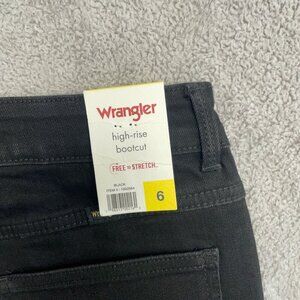 Wrangler
high-rise
bootcut
FREE TO STRETCH
BLACK
6